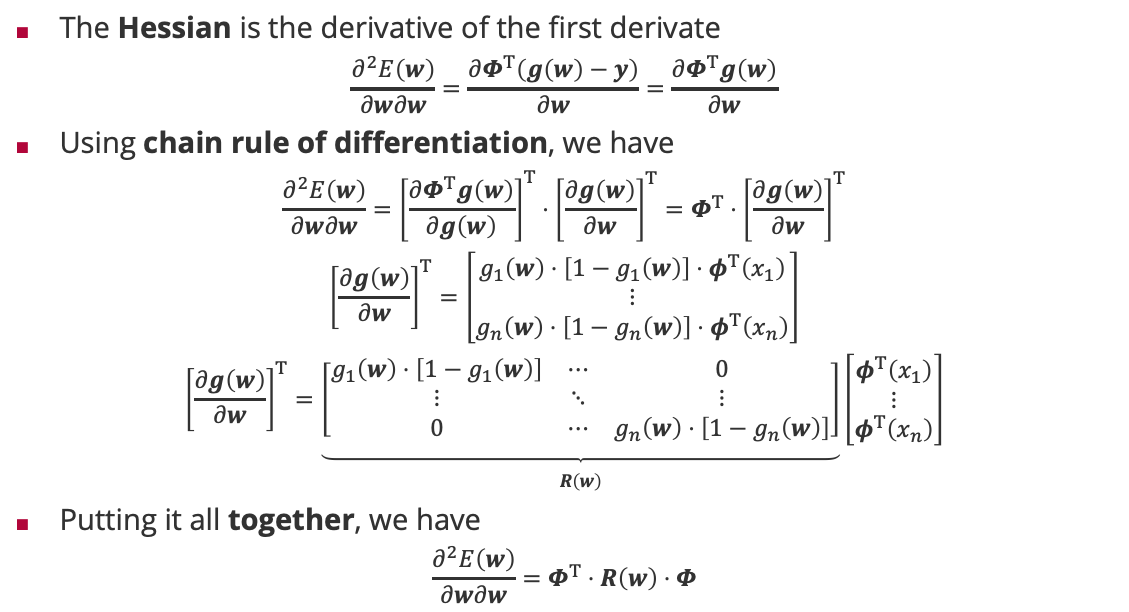 ▪ The Hessian is the derivative of the first derivate
∂²E(w)/∂w∂w = ∂Φᵀ(g(w) − y)/∂w = ∂Φᵀg(w)/∂w
▪ Using chain rule of differentiation, we have
∂²E(w)/∂w∂w = [∂Φᵀg(w)/∂g(w)]ᵀ · [∂g(w)/∂w]ᵀ = Φᵀ · [∂g(w)/∂w]ᵀ
[∂g(w)/∂w]ᵀ = [g₁(w) · [1 − g₁(w)] · ϕᵀ(x₁) ⋮ gₙ(w) · [1 − gₙ(w)] · ϕᵀ(xₙ)]
[∂g(w)/∂w]ᵀ = [g₁(w) · [1 − g₁(w)] ⋯ 0 ⋮ ⋱ ⋮ 0 ⋯ gₙ(w) · [1 − gₙ(w)]] [ϕᵀ(x₁) ⋮ ϕᵀ(xₙ)]
R(w)
▪ Putting it all together, we have
∂²E(w)/∂w∂w = Φᵀ · R(w) · Φ